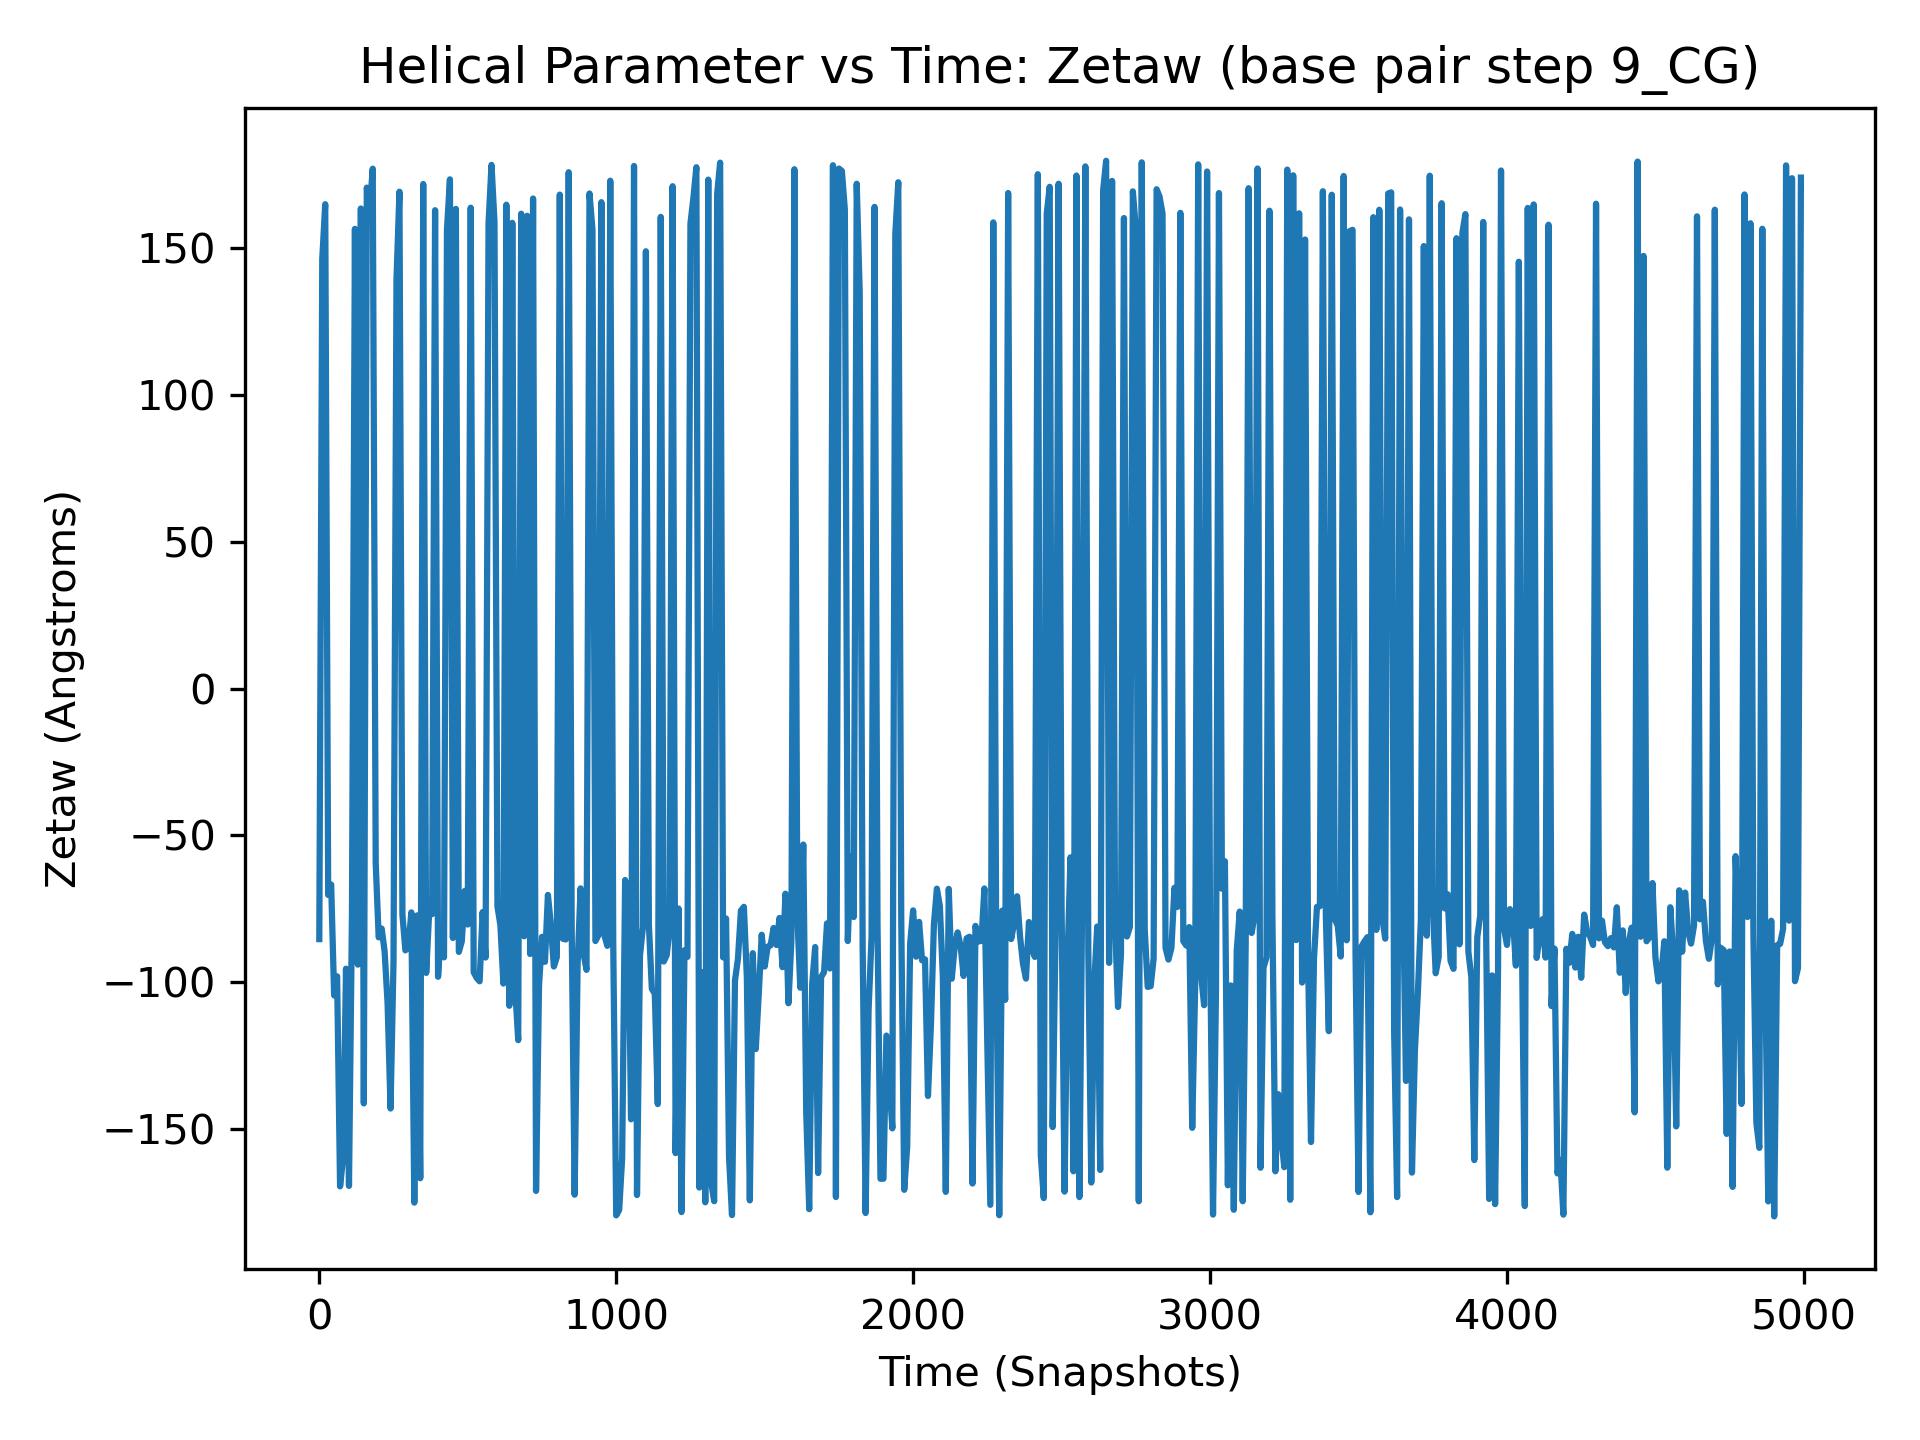 Helical Parameter vs Time: Zetaw (base pair step 9_CG)
150
100
50
0
−50
−100
−150
Zetaw (Angstroms)
0 1000 2000 3000 4000 5000
Time (Snapshots)